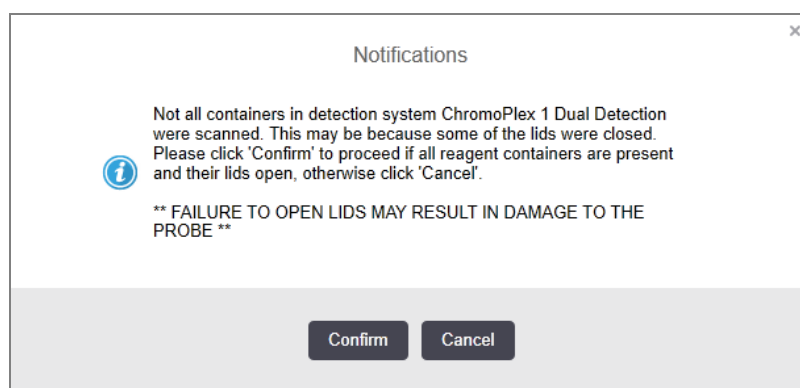 ×
Notifications
Not all containers in detection system ChromoPlex 1 Dual Detection
were scanned. This may be because some of the lids were closed.
Please click 'Confirm' to proceed if all reagent containers are present
and their lids open, otherwise click 'Cancel'.
** FAILURE TO OPEN LIDS MAY RESULT IN DAMAGE TO THE
PROBE **
Confirm Cancel